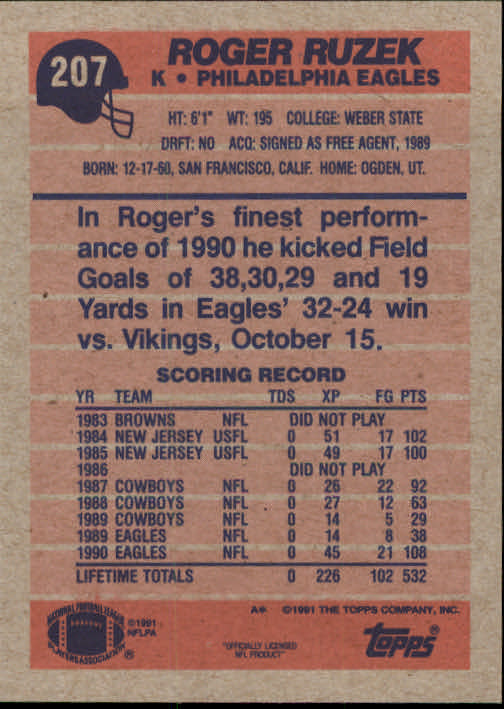 207
ROGER RUZEK
K • PHILADELPHIA EAGLES
HT: 6'1" WT: 195 COLLEGE: WEBER STATE
DRFT: NO ACQ: SIGNED AS FREE AGENT, 1989
BORN: 12-17-60, SAN FRANCISCO, CALIF. HOME: OGDEN, UT.
In Roger's finest perform-
ance of 1990 he kicked Field
Goals of 38,30,29 and 19
Yards in Eagles' 32-24 win
vs. Vikings, October 15.
SCORING RECORD
YR TEAM TDS XP FG PTS
1983 BROWNS NFL DID NOT PLAY
1984 NEW JERSEY USFL 0 51 17 102
1985 NEW JERSEY USFL 0 49 17 100
1986 DID NOT PLAY
1987 COWBOYS NFL 0 26 22 92
1988 COWBOYS NFL 0 27 12 63
1989 COWBOYS NFL 0 14 5 29
1989 EAGLES NFL 0 14 8 38
1990 EAGLES NFL 0 45 21 108
LIFETIME TOTALS 0 226 102 532
NATIONAL FOOTBALL LEAGUE
PLAYERS ASSOCIATION ®
©1991
NFLPA
A* ©1991 THE TOPPS COMPANY, INC.
"OFFICIALLY LICENSED
NFL PRODUCT"
topps®